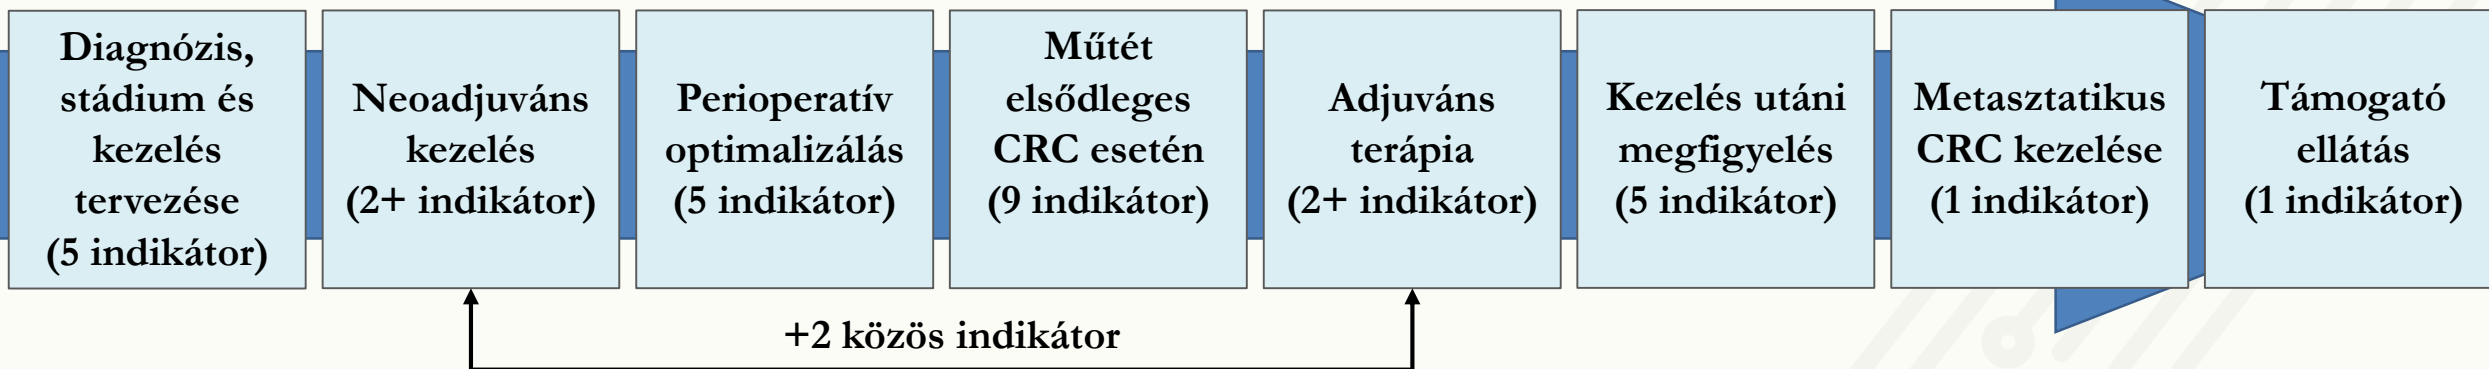 Diagnózis,
stádium és
kezelés
tervezése
(5 indikátor)
Neoadjuváns
kezelés
(2+ indikátor)
Perioperatív
optimalizálás
(5 indikátor)
Műtét
elsődleges
CRC esetén
(9 indikátor)
Adjuváns
terápia
(2+ indikátor)
Kezelés utáni
megfigyelés
(5 indikátor)
Metasztatikus
CRC kezelése
(1 indikátor)
Támogató
ellátás
(1 indikátor)
+2 közös indikátor